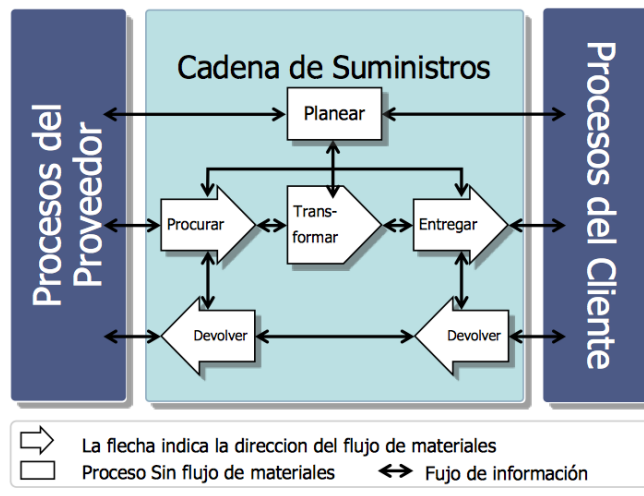 Procesos del
Proveedor
Cadena de Suministros
Planear
Procurar
Trans-
formar
Entregar
Devolver
Devolver
Procesos del Cliente
La flecha indica la direccion del flujo de materiales
Proceso Sin flujo de materiales
Fujo de información